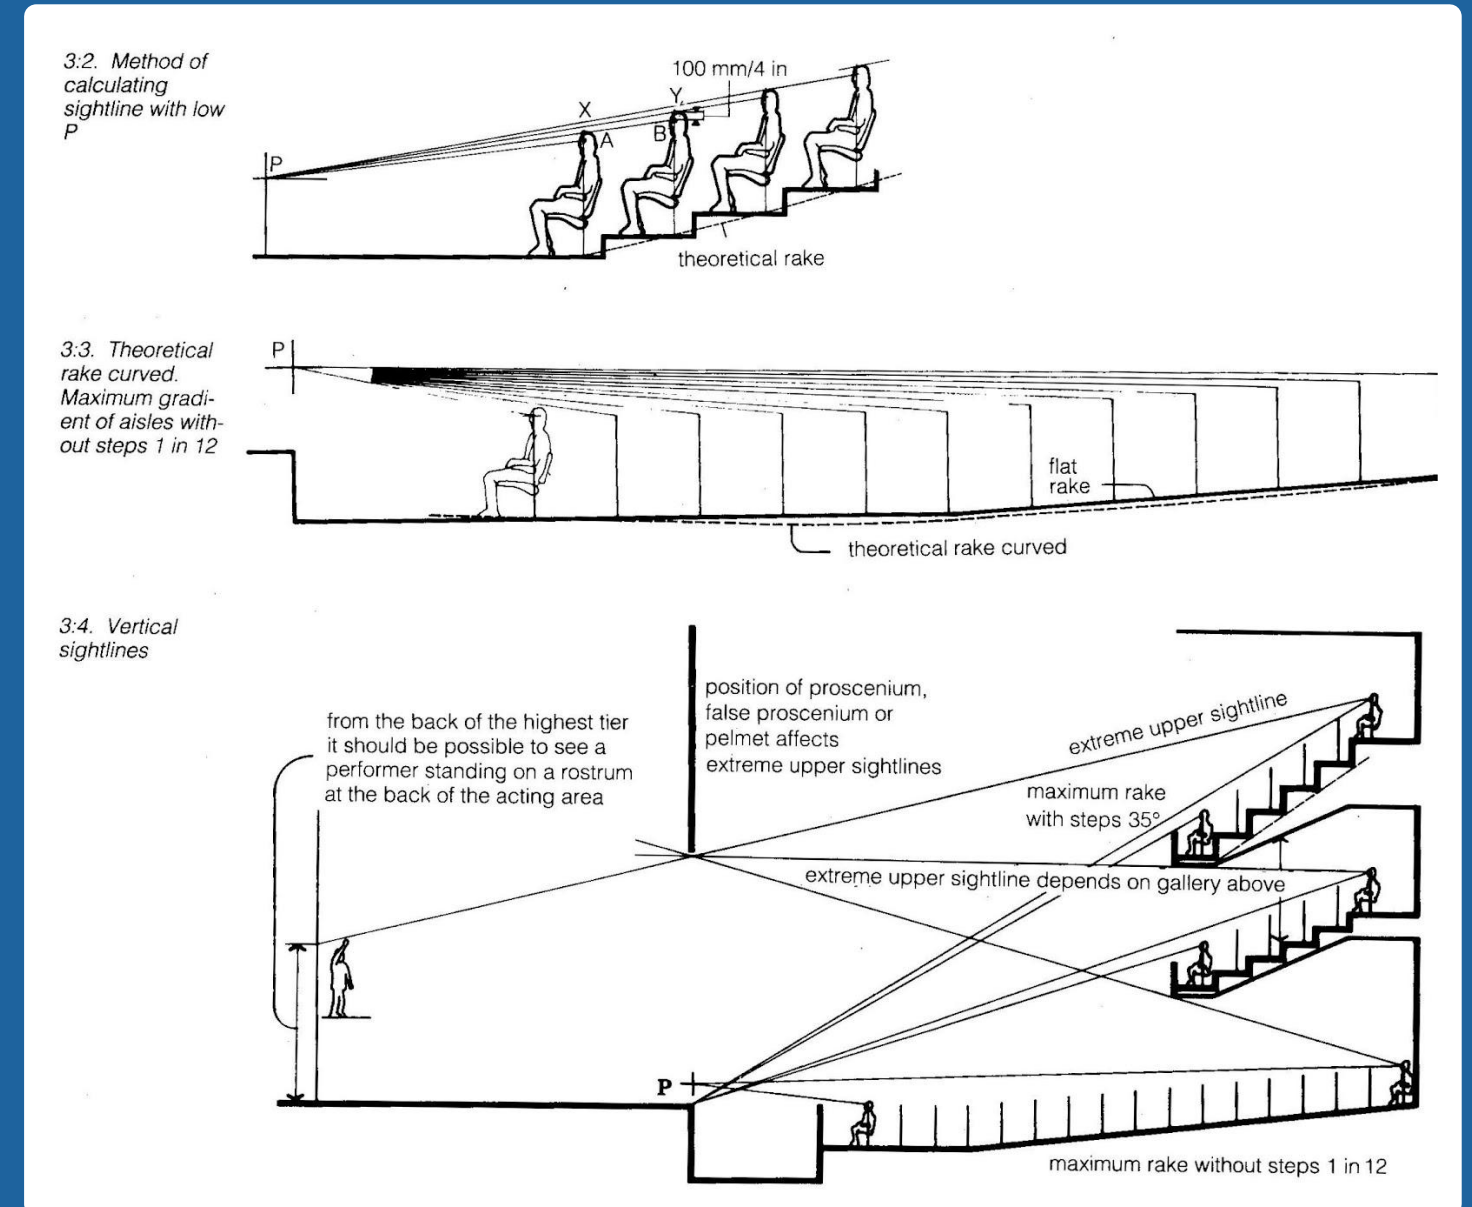 3:2. Method of
calculating
sightline with low
P
100 mm/4 in
X
Y
A
B
P
theoretical rake
3:3. Theoretical
rake curved.
Maximum gradi-
ent of aisles with-
out steps 1 in 12
P
flat
rake
theoretical rake curved
3:4. Vertical
sightlines
from the back of the highest tier
it should be possible to see a
performer standing on a rostrum
at the back of the acting area
position of proscenium,
false proscenium or
pelmet affects
extreme upper sightlines
extreme upper sightline
maximum rake
with steps 35°
extreme upper sightline depends on gallery above
P
maximum rake without steps 1 in 12